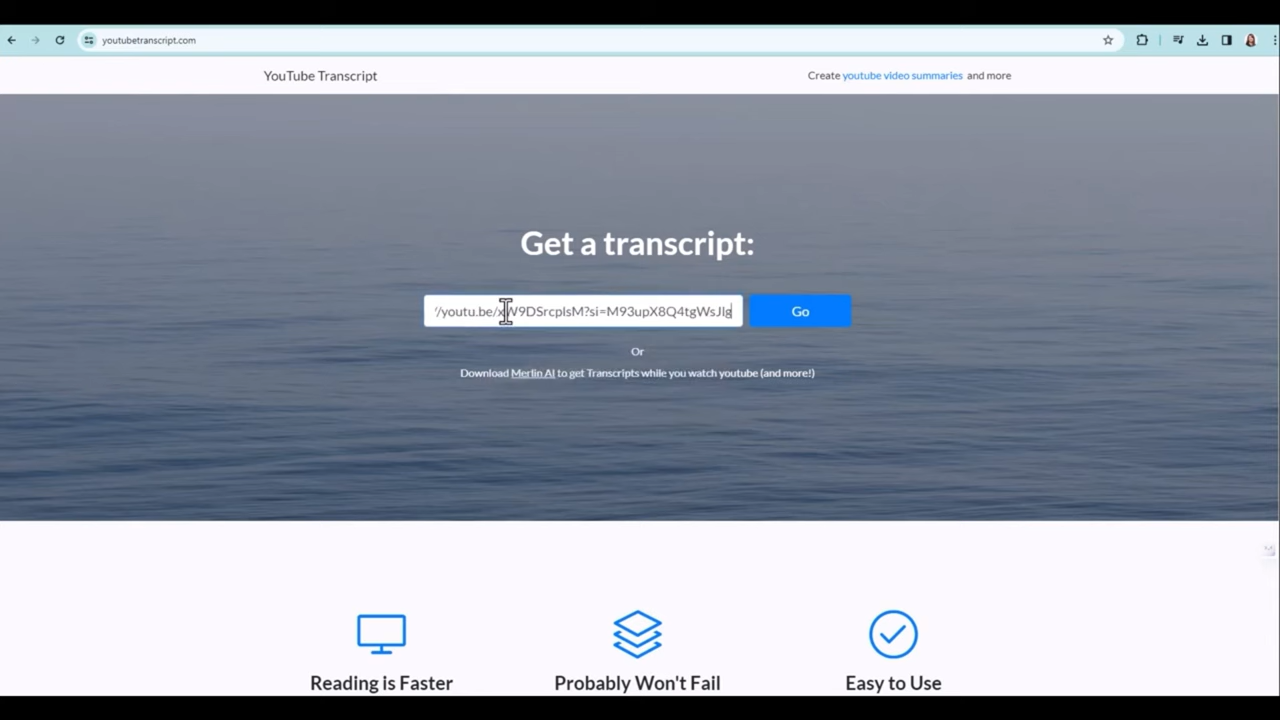 youtubetranscript.com
YouTube Transcript
Create youtube video summaries and more
Get a transcript:
//youtu.be/xW9DSrcpIsM?si=M93upX8Q4tgWsJlg
Go
Or
Download Merlin AI to get Transcripts while you watch youtube (and more!)
Reading is Faster
Probably Won't Fail
Easy to Use